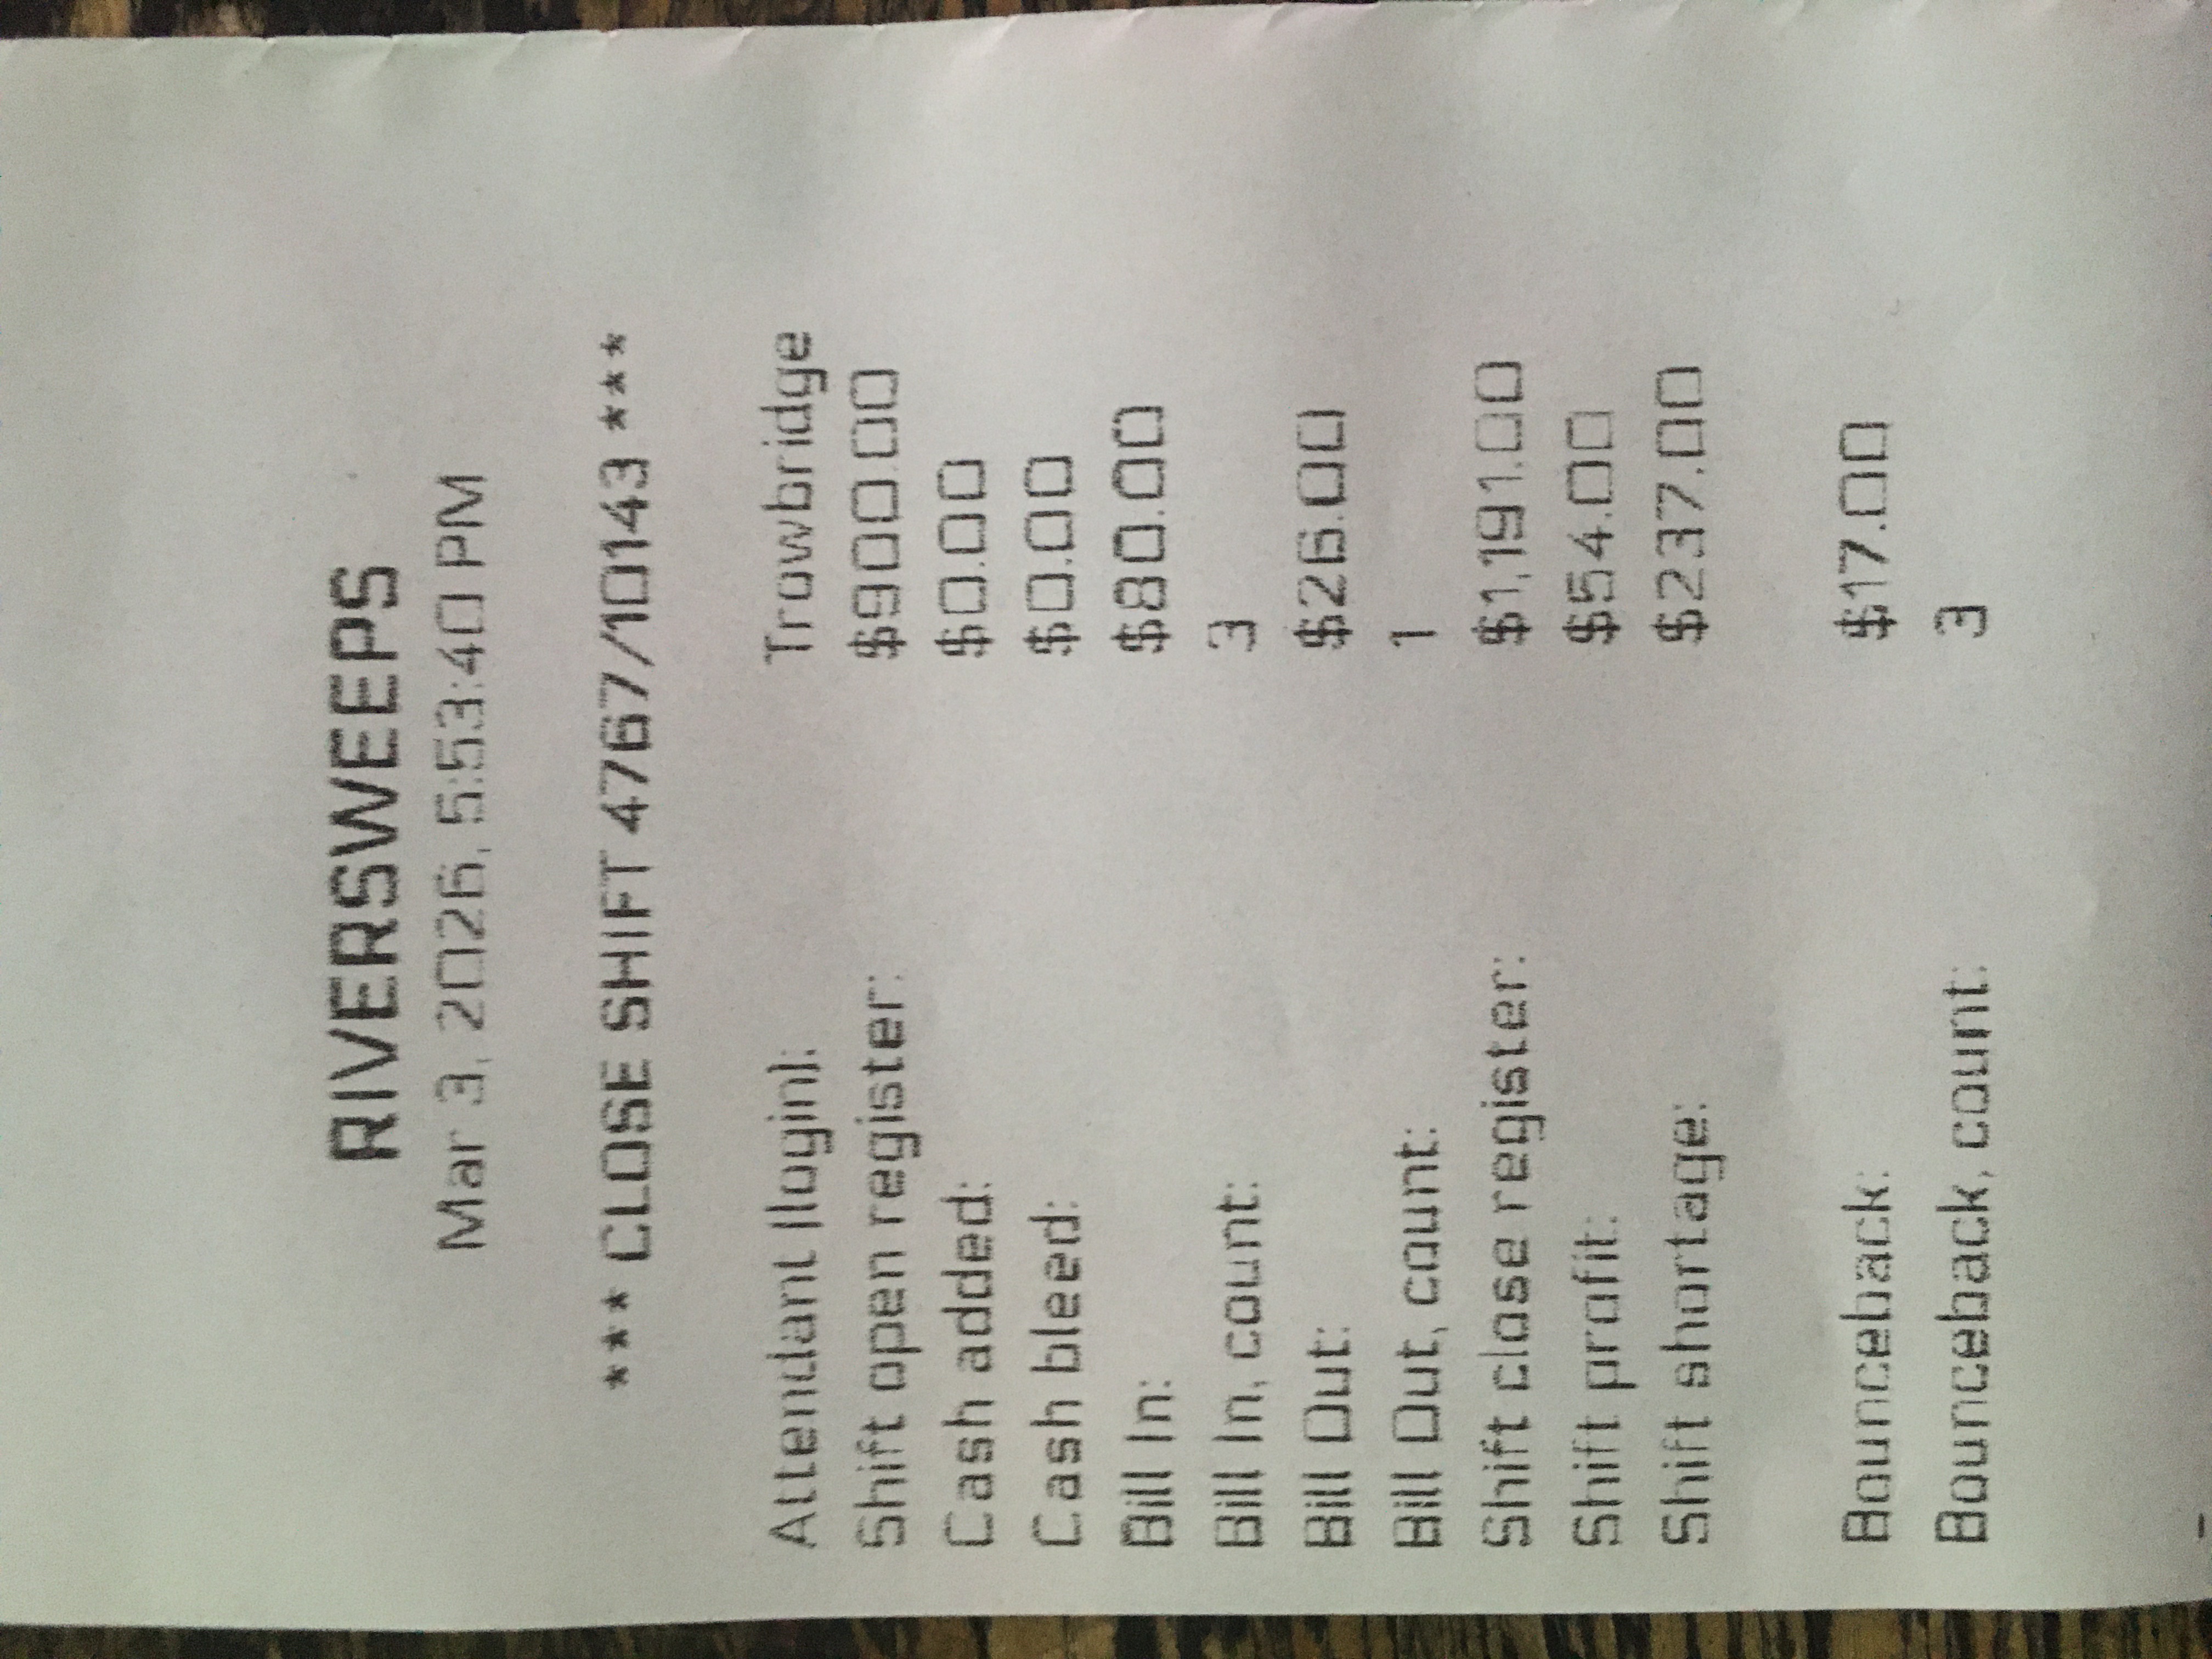 RIVERSWEEPS
Mar 3, 2026, 5:53:40 PM
*** CLOSE SHIFT 4767/10143 ***
Attendant (login): Trowbridge
Shift open register: $900.00
Cash added: $0.00
Cash bleed: $0.00
Bill In: $80.00
Bill In, count: 3
Bill Out: $26.00
Bill Out, count: 1
Shift close register: $1,191.00
Shift profit: $54.00
Shift shortage: $237.00
Bounceback: $17.00
Bounceback, count: 3